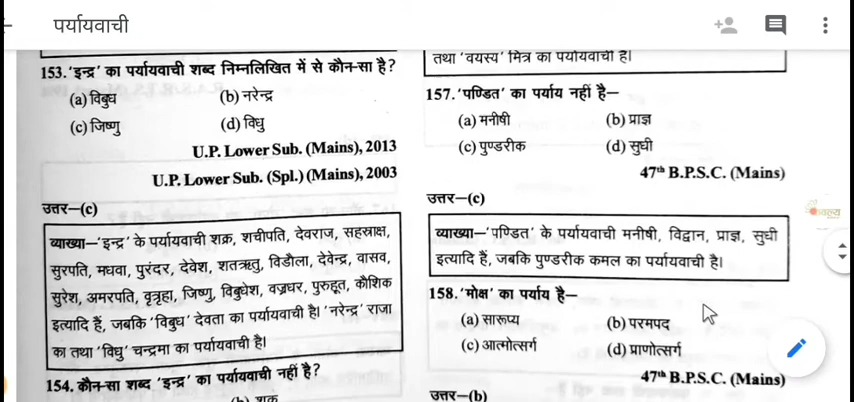 पर्यायवाची
153. 'इन्द्र' का पर्यायवाची शब्द निम्नलिखित में से कौन-सा है?
(a) विबुध (b) नरेन्द्र
(c) जिष्णु (d) विधु
U.P. Lower Sub. (Mains), 2013
U.P. Lower Sub. (Spl.) (Mains), 2003
उत्तर–(c)
व्याख्या–'इन्द्र' के पर्यायवाची शक्र, शचीपति, देवराज, सहस्राक्ष,
सुरपति, मधवा, पुरंदर, देवेश, शतऋतु, विडौला, देवेन्द्र, वासव,
सुरेश, अमरपति, वृत्रहा, जिष्णु, विबुधेश, वज्रधर, पुरुहूत, कौशिक
इत्यादि हैं, जबकि 'विबुध' देवता का पर्यायवाची है। 'नरेन्द्र' राजा
का तथा 'विधु' चन्द्रमा का पर्यायवाची है।
154. कौन-सा शब्द 'इन्द्र' का पर्यायवाची नहीं है?
(b) शक्र
तथा 'वयस्य' मित्र का पर्यायवाची है।
157. 'पण्डित' का पर्याय नहीं है–
(a) मनीषी (b) प्राज्ञ
(c) पुण्डरीक (d) सुधी
47th B.P.S.C. (Mains)
उत्तर–(c)
व्याख्या–'पण्डित' के पर्यायवाची मनीषी, विद्वान, प्राज्ञ, सुधी
इत्यादि हैं, जबकि पुण्डरीक कमल का पर्यायवाची है।
158. 'मोक्ष' का पर्याय है–
(a) सारूप्य (b) परमपद
(c) आत्मोत्सर्ग (d) प्राणोत्सर्ग
47th B.P.S.C. (Mains)
उत्तर–(b)